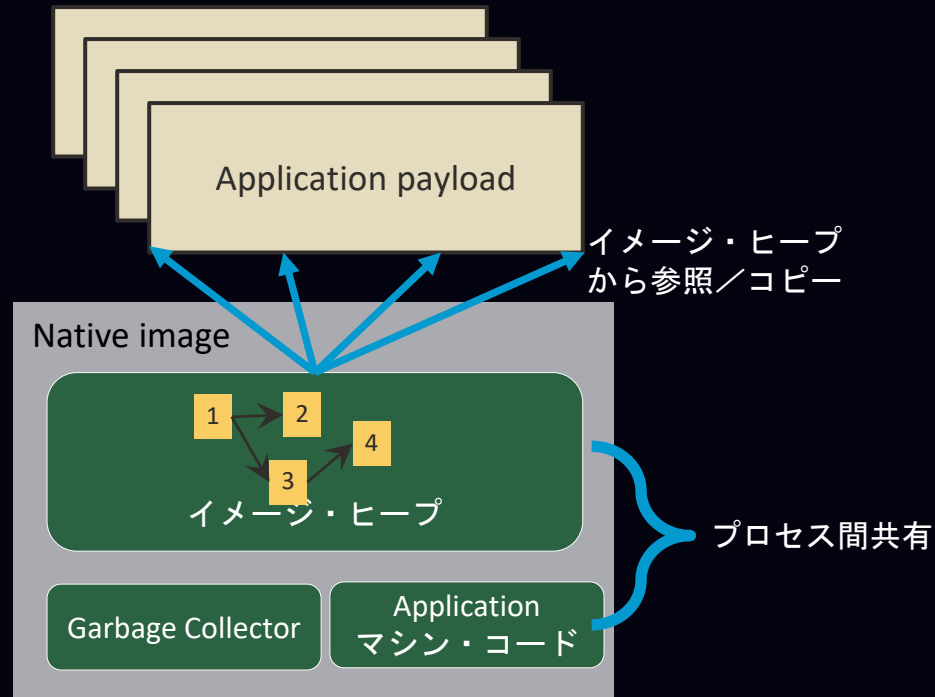 Application payload
イメージ・ヒープ
から参照／コピー
Native image
1
2
3
4
イメージ・ヒープ
プロセス間共有
Garbage Collector
Application
マシン・コード